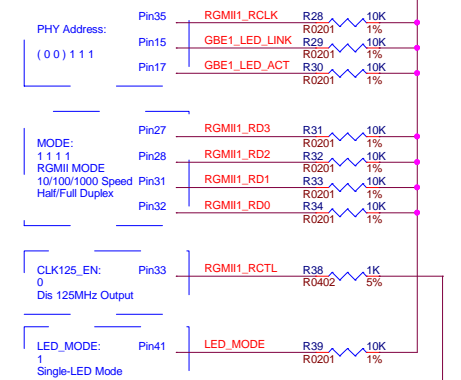 Pin35 RGMII1_RCLK R28 10K
PHY Address: R0201 1%
Pin15 GBE1_LED_LINK R29 10K
( 0 0 ) 1 1 1 R0201 1%
Pin17 GBE1_LED_ACT R30 10K
R0201 1%
Pin27 RGMII1_RD3 R31 10K
MODE: R0201 1%
1 1 1 1 Pin28 RGMII1_RD2 R32 10K
RGMII MODE R0201 1%
10/100/1000 Speed Pin31 RGMII1_RD1 R33 10K
Half/Full Duplex R0201 1%
Pin32 RGMII1_RD0 R34 10K
R0201 1%
CLK125_EN: Pin33 RGMII1_RCTL R38 1K
0 R0402 5%
Dis 125MHz Output
LED_MODE: Pin41 LED_MODE R39 10K
1 R0201 1%
Single-LED Mode